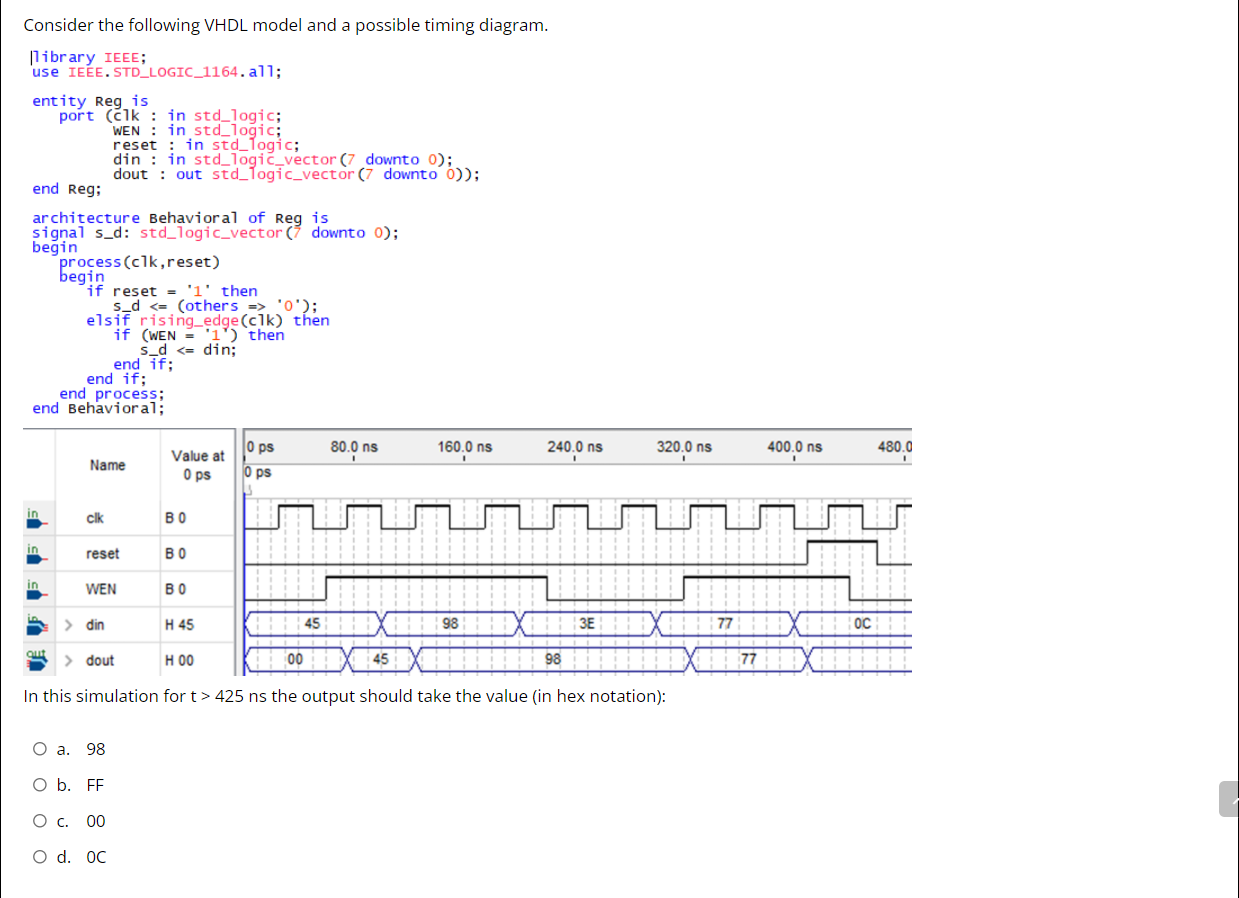 Consider the following VHDL model and a possible timing diagram.
library IEEE;
use IEEE.STD_LOGIC_1164.all;
entity Reg is
port (clk : in std_logic;
WEN : in std_logic;
reset : in std_logic;
din : in std_logic_vector(7 downto 0);
dout : out std_logic_vector(7 downto 0));
end Reg;
architecture Behavioral of Reg is
signal s_d: std_logic_vector(7 downto 0);
begin
process(clk,reset)
begin
if reset = '1' then
s_d <= (others => '0');
elsif rising_edge(clk) then
if (WEN = '1') then
s_d <= din;
end if;
end if;
end process;
end Behavioral;
Name
Value at
0 ps
0 ps 80.0 ns 160.0 ns 240.0 ns 320.0 ns 400.0 ns 480.0
0 ps
in clk B 0
in reset B 0
in WEN B 0
in > din H 45 45 98 3E 77 0C
out > dout H 00 00 45 98 77
In this simulation for t > 425 ns the output should take the value (in hex notation):
a. 98
b. FF
c. 00
d. 0C